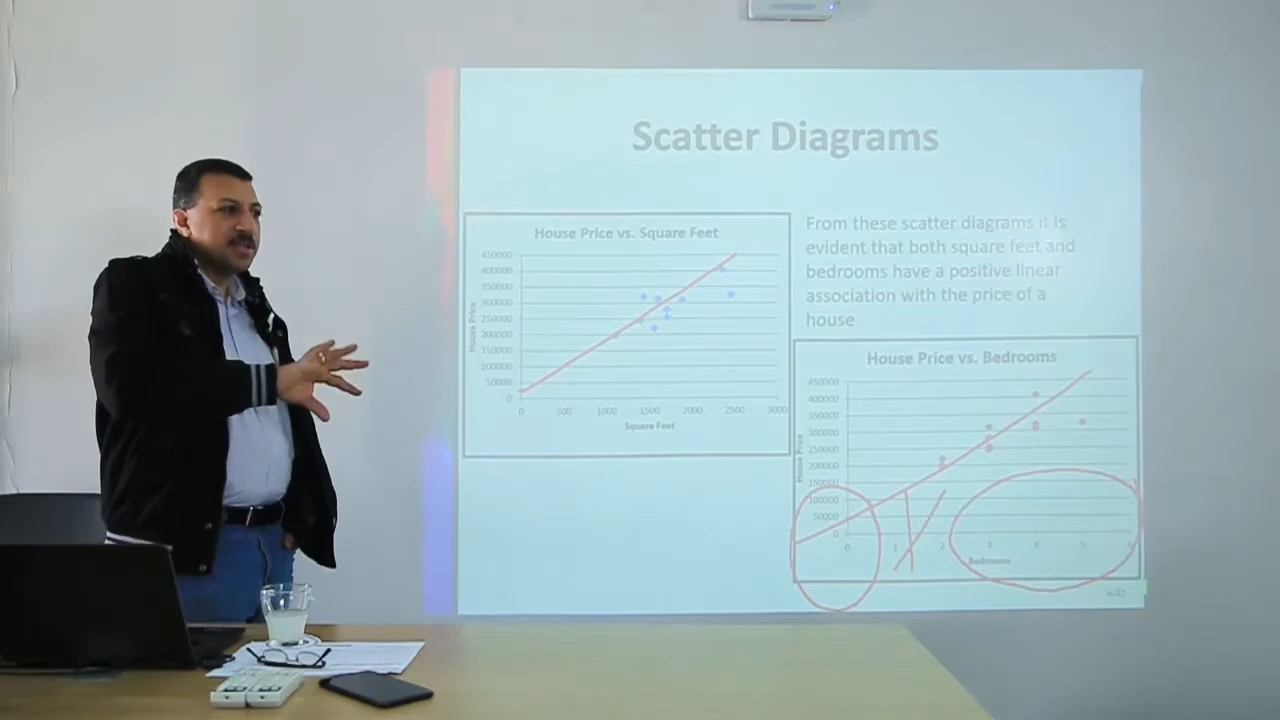 Scatter Diagrams
House Price vs. Square Feet
450000
400000
350000
300000
250000
200000
150000
100000
50000
0
House Price
0 500 1000 1500 2000 2500 3000
Square Feet
From these scatter diagrams it is
evident that both square feet and
bedrooms have a positive linear
association with the price of a
house
House Price vs. Bedrooms
450000
400000
350000
300000
250000
200000
150000
100000
50000
0
House Price
0 1 2 3 4 5
Bedrooms